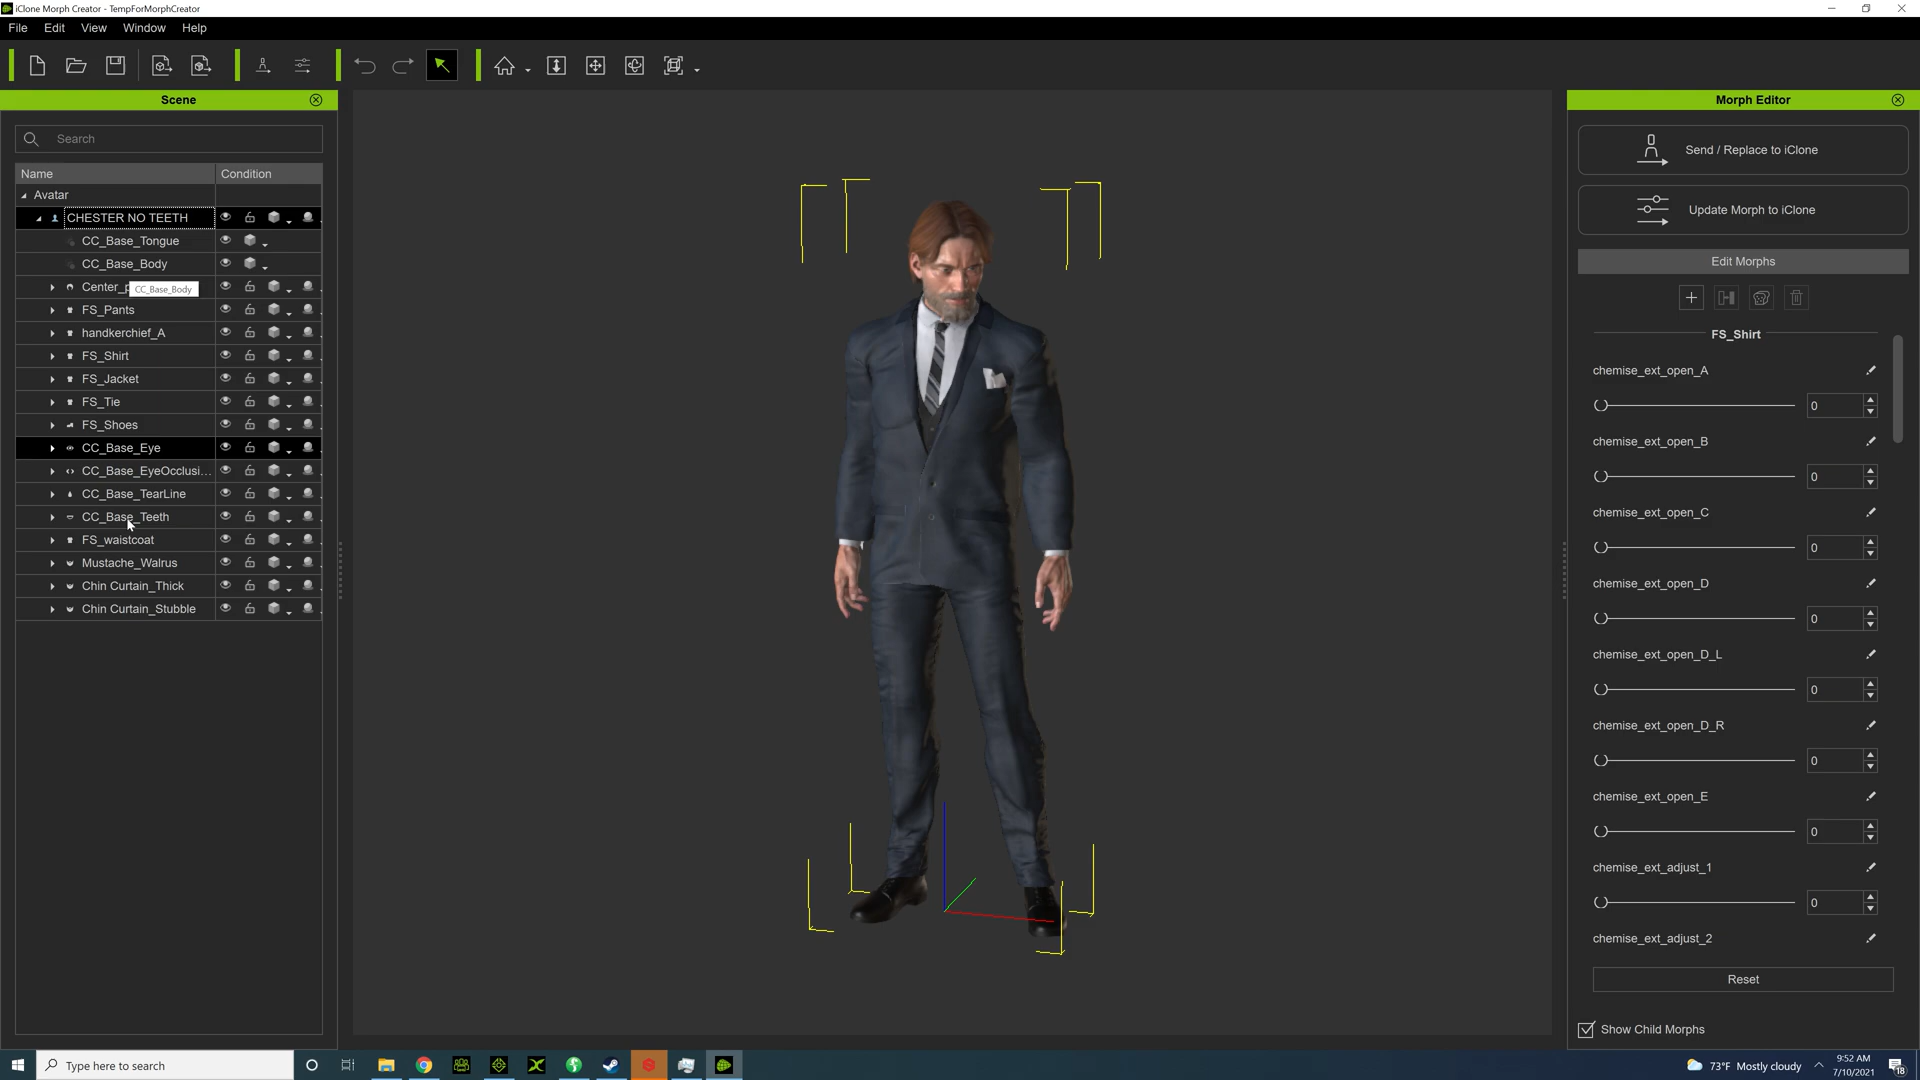 iClone Morph Creator - TempForMorphCreator
File Edit View Window Help
Scene
Search
Name Condition
Avatar
CHESTER NO TEETH
CC_Base_Tongue
CC_Base_Body
Center_
CC_Base_Body
FS_Pants
handkerchief_A
FS_Shirt
FS_Jacket
FS_Tie
FS_Shoes
CC_Base_Eye
CC_Base_EyeOcclusi...
CC_Base_TearLine
CC_Base_Teeth
FS_waistcoat
Mustache_Walrus
Chin Curtain_Thick
Chin Curtain_Stubble
Morph Editor
Send / Replace to iClone
Update Morph to iClone
Edit Morphs
FS_Shirt
chemise_ext_open_A
0
chemise_ext_open_B
0
chemise_ext_open_C
0
chemise_ext_open_D
0
chemise_ext_open_D_L
0
chemise_ext_open_D_R
0
chemise_ext_open_E
0
chemise_ext_adjust_1
0
chemise_ext_adjust_2
Reset
Show Child Morphs
Type here to search
73°F Mostly cloudy
9:52 AM
7/10/2021
18